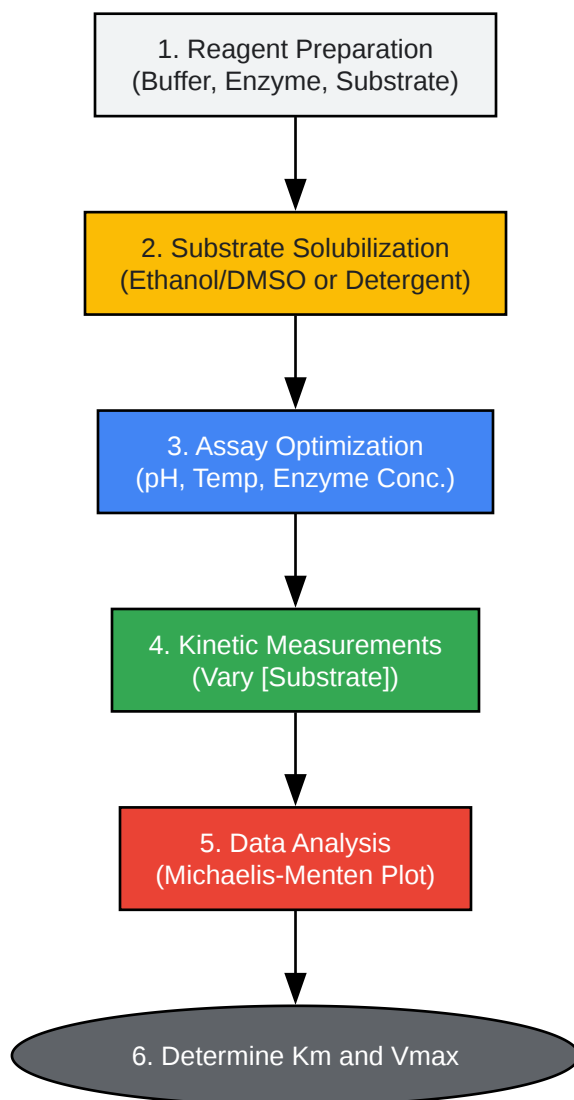 1. Reagent Preparation
(Buffer, Enzyme, Substrate)
2. Substrate Solubilization
(Ethanol/DMSO or Detergent)
3. Assay Optimization
(pH, Temp, Enzyme Conc.)
4. Kinetic Measurements
(Vary [Substrate])
5. Data Analysis
(Michaelis-Menten Plot)
6. Determine Km and Vmax